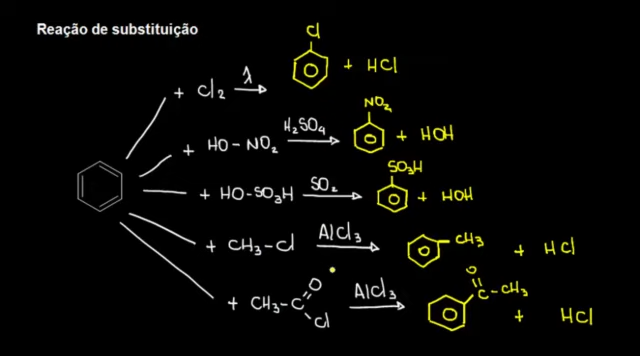 Reação de substituição
+ Cl2 λ → Cl + HCl
+ HO-NO2 H2SO4 → NO2 + HOH
+ HO-SO3H SO2 → SO3H + HOH
+ CH3-Cl AlCl3 → CH3 + HCl
+ CH3-C O Cl AlCl3 → O C-CH3 + HCl